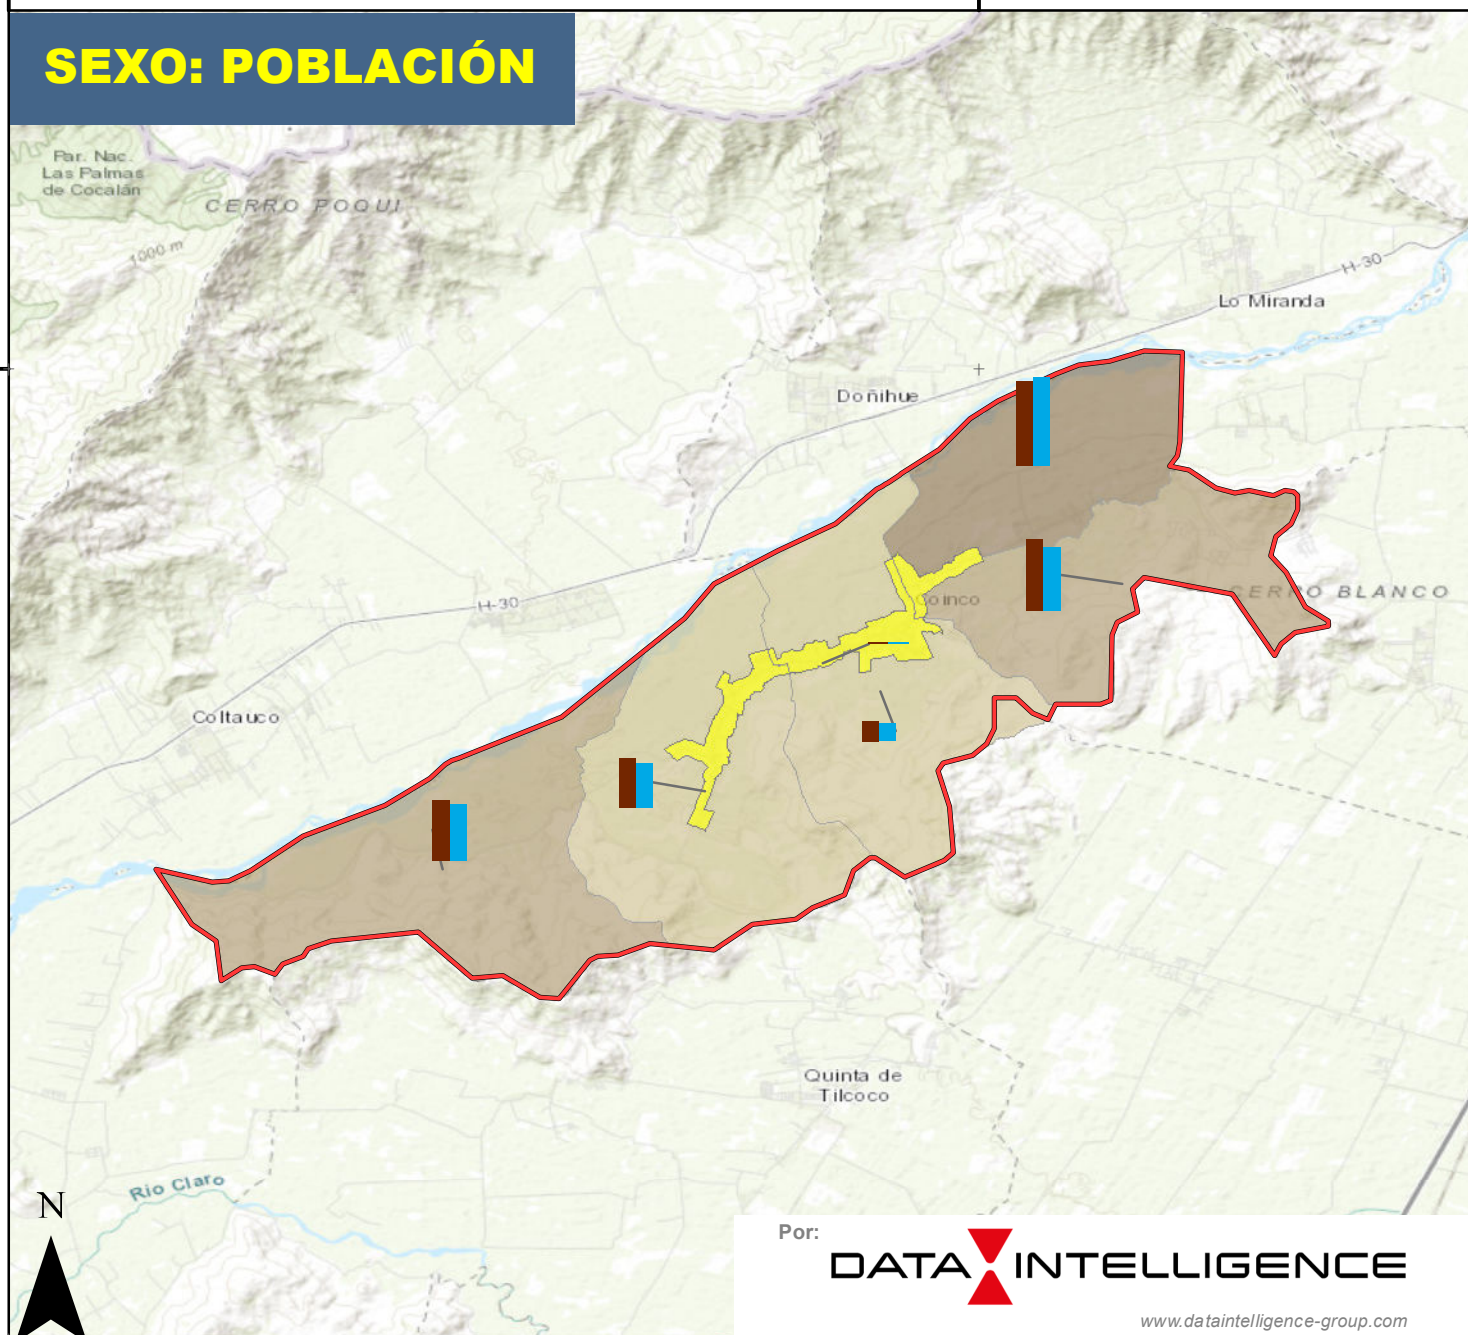 SEXO: POBLACIÓN
Par. Nac.
Las Palmas
de Cocalán
CERRO POQUI
1000 m
H-30
Lo Miranda
Doñihue
H-30
CERRO BLANCO
Coinco
Coltauco
Quinta de
Tilcoco
Rio Claro
N
Por:
DATA INTELLIGENCE
www.dataintelligence-group.com